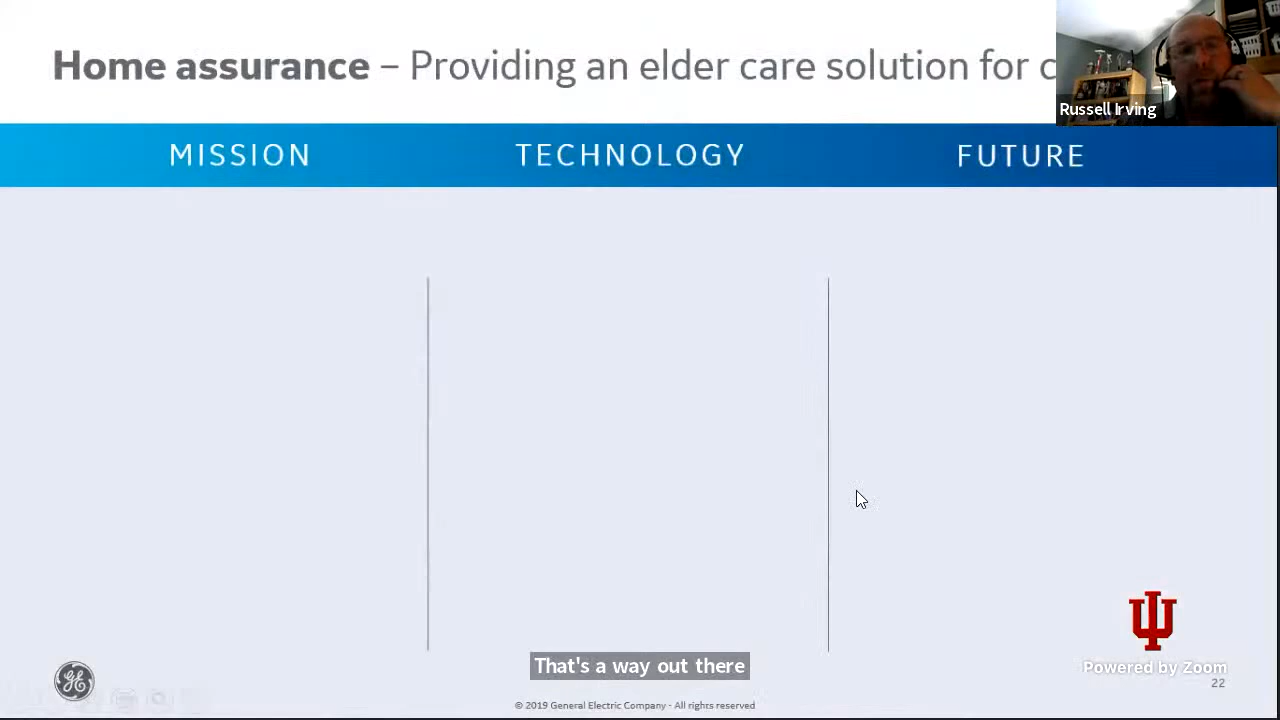 Home assurance – Providing an elder care solution for c
Russell Irving
MISSION
TECHNOLOGY
FUTURE
That's a way out there
Powered by Zoom
22
© 2019 General Electric Company - All rights reserved